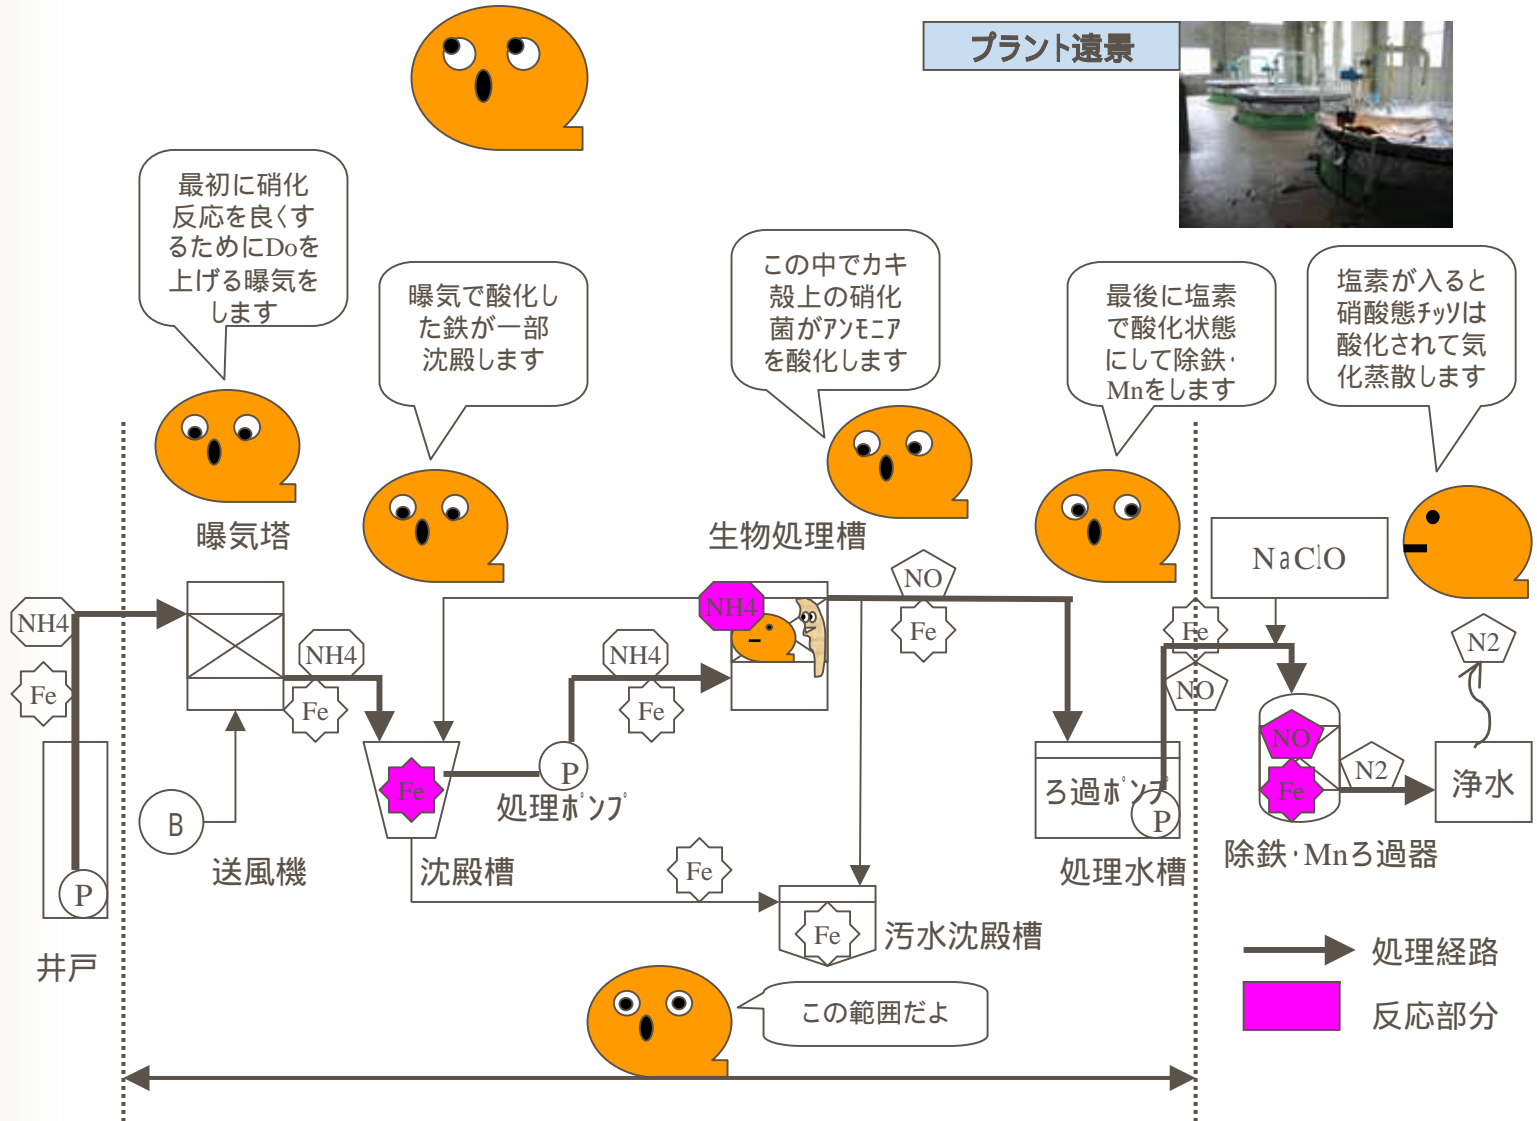 プラント遠景
最初に硝化
反応を良くす
るためにDoを
上げる曝気を
します
曝気で酸化し
た鉄が一部
沈殿します
この中でカキ
殻上の硝化
菌がアンモニア
を酸化します
最後に塩素
で酸化状態
にして除鉄・
Mnをします
塩素が入ると
硝酸態チッソは
酸化されて気
化蒸散します
曝気塔
生物処理槽
NaClO
NH4
Fe
NH4
Fe
NH4
Fe
NH4
NO
Fe
Fe
NO
N2
B
送風機
P
井戸
Fe
沈殿槽
P
処理ポンプ
Fe
Fe
汚水沈殿槽
ろ過ポンプ
P
処理水槽
NO
Fe
N2
浄水
除鉄・Mnろ過器
処理経路
反応部分
この範囲だよ